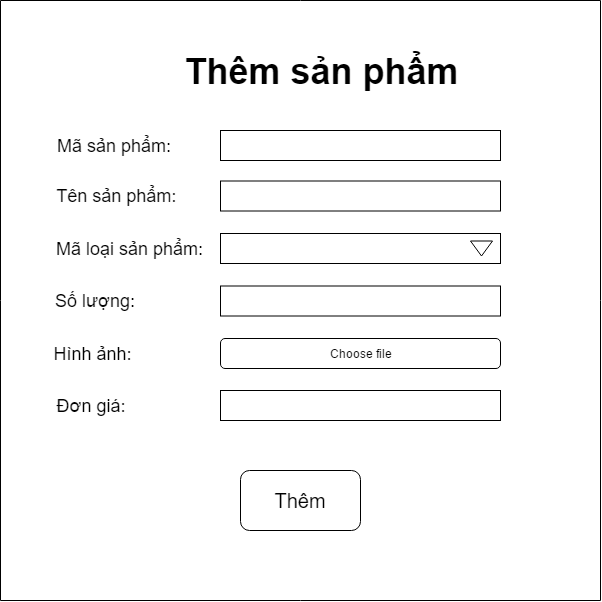 Thêm sản phẩm
Mã sản phẩm:
Tên sản phẩm:
Mã loại sản phẩm:
Số lượng:
Hình ảnh:
Choose file
Đơn giá:
Thêm